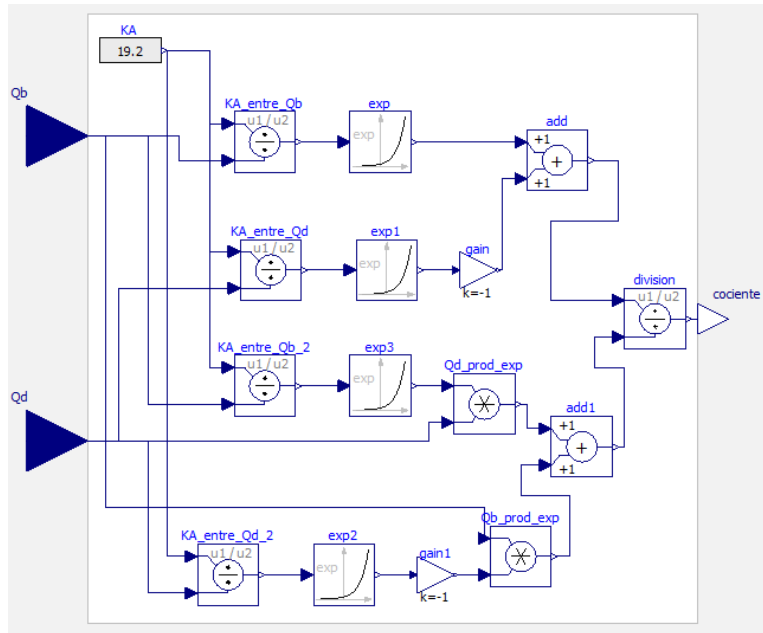 KA
19.2
Qb
KA_entre_Qb
u1/u2
exp
exp
add
+1
+1
KA_entre_Qd
u1/u2
exp1
exp
gain
k=-1
division
u1/u2
cociente
KA_entre_Qb_2
u1/u2
exp3
exp
Qd_prod_exp
Qd
add1
+1
+1
KA_entre_Qd_2
u1/u2
exp2
exp
gain1
k=-1
Qb_prod_exp